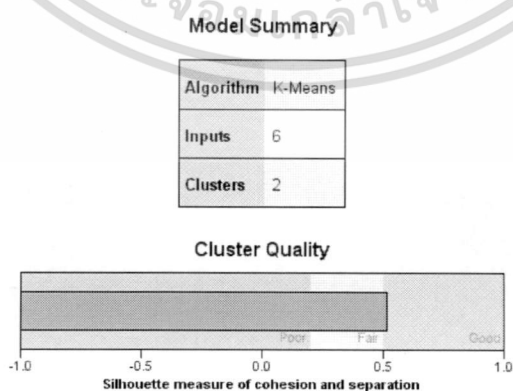 Model Summary
Algorithm K-Means
Inputs 6
Clusters 2
Cluster Quality
Poor Fair Good
-1.0 -0.5 0.0 0.5 1.0
Silhouette measure of cohesion and separation